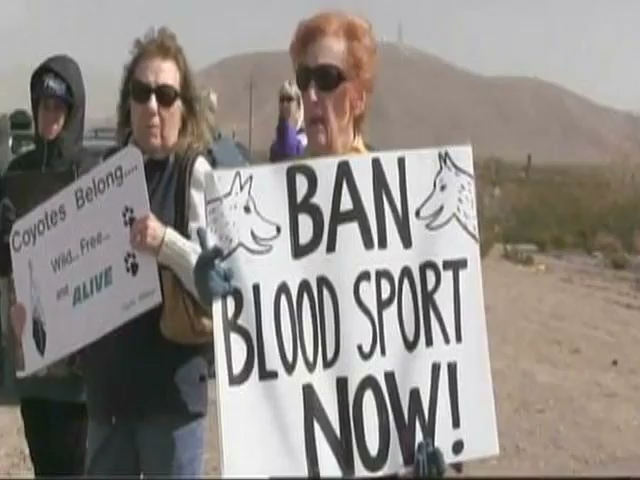 Coyotes Belong....
Wild... Free...
and ALIVE
BAN
BLOOD SPORT
NOW!